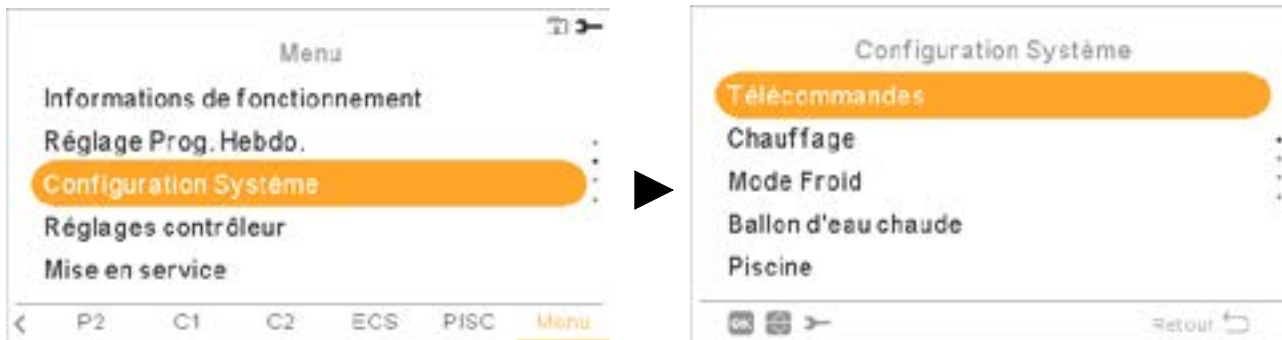 Menu
Informations de fonctionnement
Réglage Prog. Hebdo.
Configuration Système
Réglages contrôleur
Mise en service
P2 C1 C2 ECS PISC Menu
Configuration Système
Télécommandes
Chauffage
Mode Froid
Ballon d'eau chaude
Piscine
OK Retour